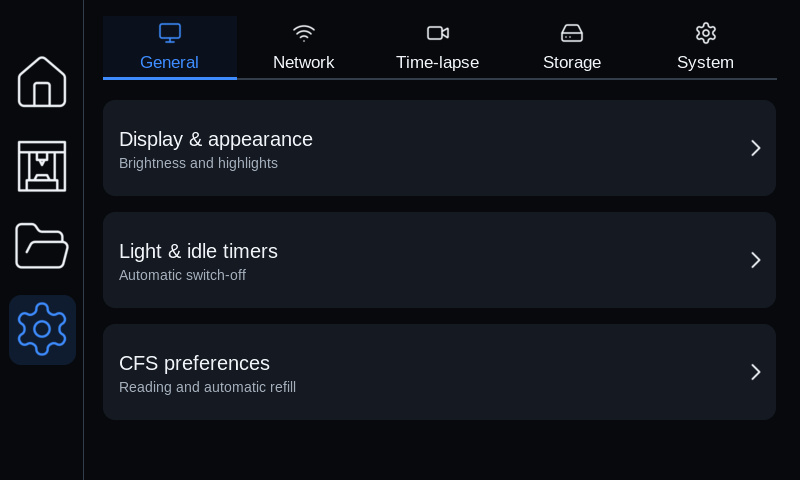 General
Network
Time-lapse
Storage
System
Display & appearance
Brightness and highlights
Light & idle timers
Automatic switch-off
CFS preferences
Reading and automatic refill